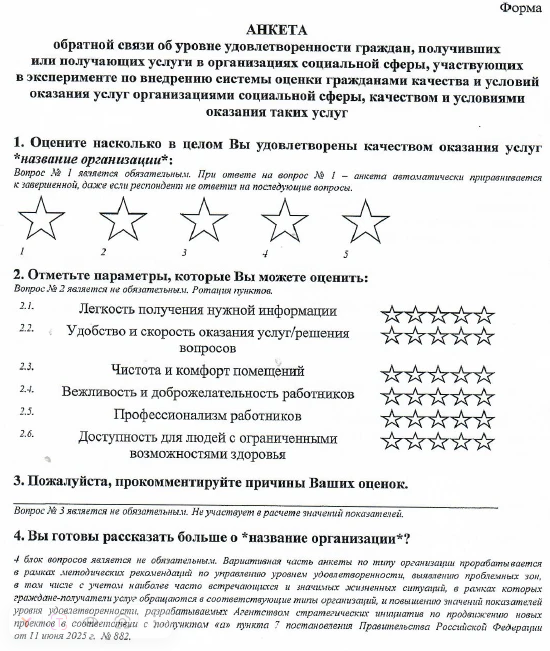 Форма
АНКЕТА
обратной связи об уровне удовлетворенности граждан, получивших
или получающих услуги в организациях социальной сферы, участвующих
в эксперименте по внедрению системы оценки гражданами качества и условий
оказания услуг организациями социальной сферы, качеством и условиями
оказания таких услуг
1. Оцените насколько в целом Вы удовлетворены качеством оказания услуг
*название организации*:
Вопрос № 1 является обязательным. При ответе на вопрос № 1 – анкета автоматически приравнивается
к завершенной, даже если респондент не ответил на последующие вопросы.
1 2 3 4 5
2. Отметьте параметры, которые Вы можете оценить:
Вопрос № 2 является не обязательным. Ротация пунктов.
2.1. Легкость получения нужной информации
2.2. Удобство и скорость оказания услуг/решения
вопросов
2.3. Чистота и комфорт помещений
2.4. Вежливость и доброжелательность работников
2.5. Профессионализм работников
2.6. Доступность для людей с ограниченными
возможностями здоровья
3. Пожалуйста, прокомментируйте причины Ваших оценок.
Вопрос № 3 является не обязательным. Не участвует в расчете значений показателей.
4. Вы готовы рассказать больше о *название организации*?
4 блок вопросов является не обязательным. Вариативная часть анкеты по типу организаций прорабатывается
в рамках методических рекомендаций по управлению уровнем удовлетворенности, выявлению проблемных зон,
в том числе с учетом наиболее часто встречающихся и значимых жизненных ситуаций, в рамках которых
граждане-получатели услуг обращаются в соответствующие типы организаций, и повышению значений показателей
уровня удовлетворенности, разрабатываемых Агентством стратегических инициатив по продвижению новых
проектов в соответствии с подпунктом «а» пункта 7 постановления Правительства Российской Федерации
от 11 июня 2025 г. № 882.